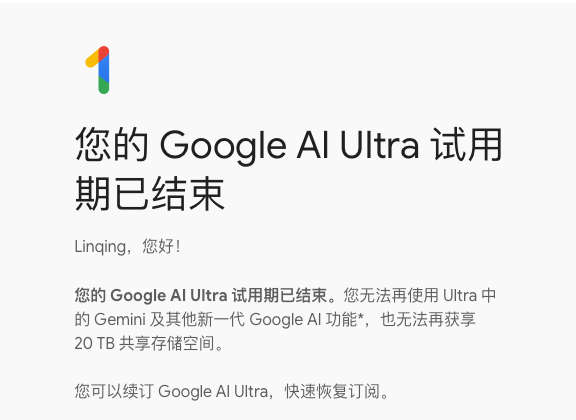 您的 Google AI Ultra 试用
期已结束
Linqing，您好！
您的 Google AI Ultra 试用期已结束。您无法再使用 Ultra 中
的 Gemini 及其他新一代 Google AI 功能*，也无法再获享
20 TB 共享存储空间。
您可以续订 Google AI Ultra，快速恢复订阅。